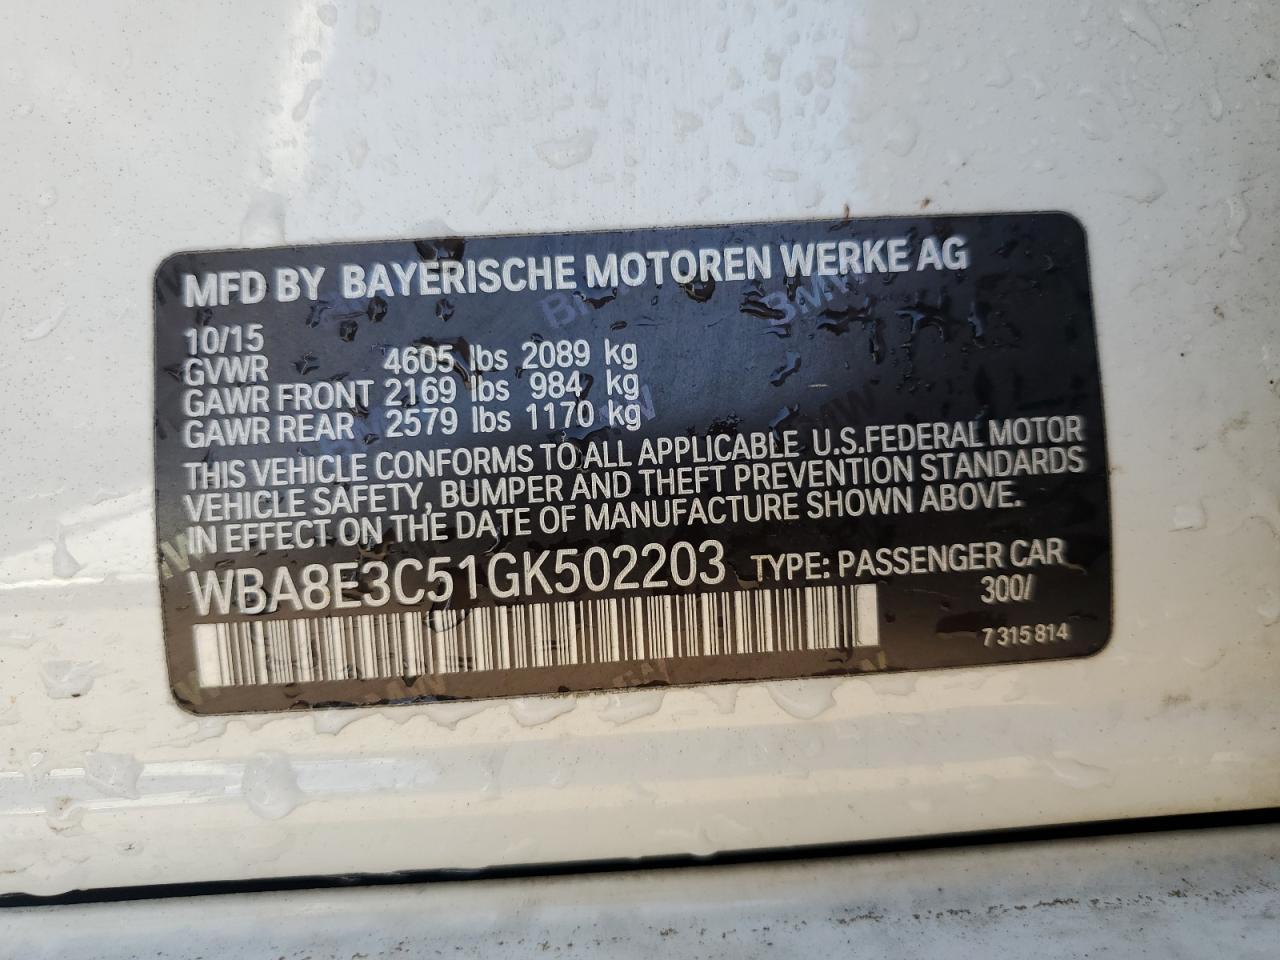 MFD BY BAYERISCHE MOTOREN WERKE AG
10/15
GVWR 4605 lbs 2089 kg
GAWR FRONT 2169 lbs 984 kg
GAWR REAR 2579 lbs 1170 kg
THIS VEHICLE CONFORMS TO ALL APPLICABLE U.S.FEDERAL MOTOR
VEHICLE SAFETY, BUMPER AND THEFT PREVENTION STANDARDS
IN EFFECT ON THE DATE OF MANUFACTURE SHOWN ABOVE.
WBA8E3C51GK502203 TYPE: PASSENGER CAR
300/
7 315 814